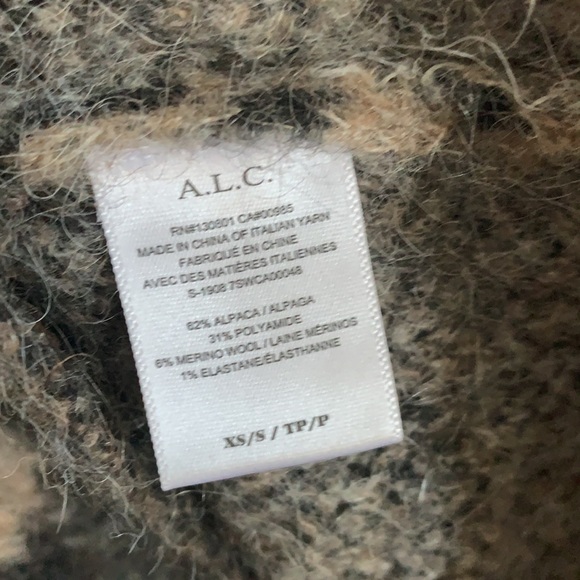 A.L.C.
RN#130801 CA#00985
MADE IN CHINA OF ITALIAN YARN
FABRIQUÉ EN CHINE
AVEC DES MATIÈRES ITALIENNES
S-1908 7SWCA00048
62% ALPACA / ALPAGA
31% POLYAMIDE
6% MERINO WOOL / LAINE MÉRINOS
1% ELASTANE/ÉLASTHANNE
XS/S / TP/P